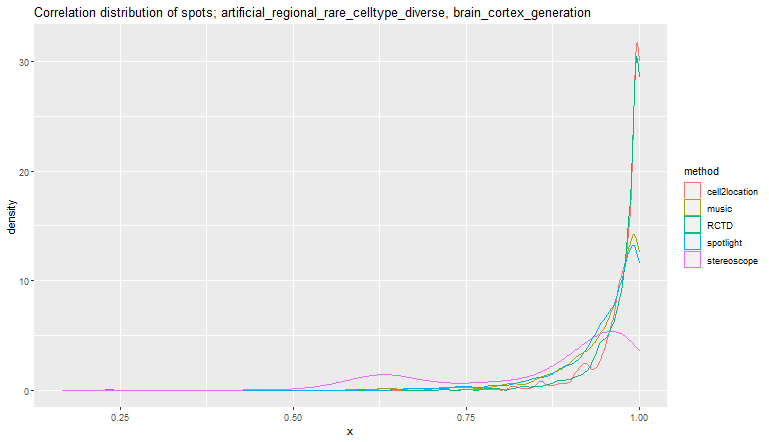 Correlation distribution of spots; artificial_regional_rare_celltype_diverse, brain_cortex_generation
30
20
10
0
density
0.25
0.50
0.75
1.00
x
method
cell2location
music
RCTD
spotlight
stereoscope